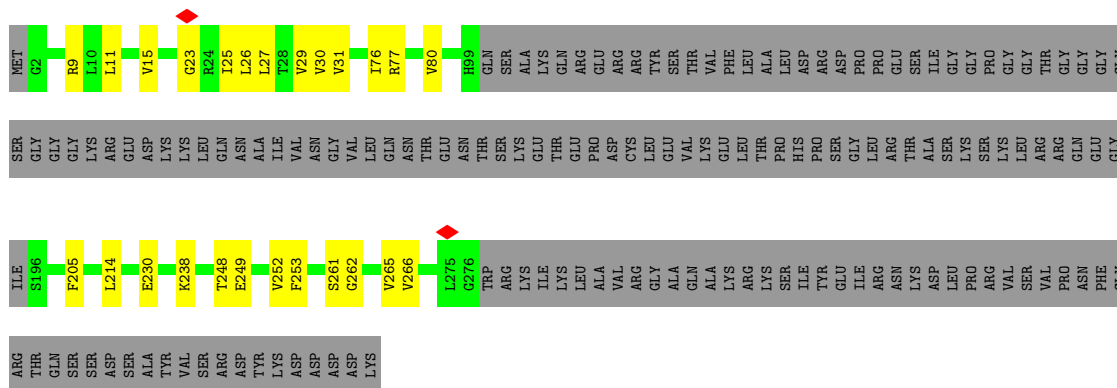 MET G2 R9 L10 L11 V15 G23 R24 I25 L26 L27 T28 V29 V30 V31 I76 R77 V80 H99 GLN SER ALA LYS GLN ARG GLU ARG ARG TYR SER THR VAL PHE LEU ALA LEU ASP ARG ASP PRO PRO GLU SER ILE GLY GLY PRO GLY GLY THR GLY GLY GLY
SER GLY GLY GLY LYS ARG GLU ASP LYS LYS LEU GLN ASN ALA ILE VAL ASN GLY VAL LEU GLN ASN THR GLU ASN THR SER LYS GLU THR GLU PRO ASP CYS LEU GLU VAL LYS GLU LEU THR PRO HIS PRO SER GLY LEU ARG THR ALA SER LYS SER LYS LEU ARG ARG GLN GLU GLY
ILE S196 F205 L214 E230 K238 T248 E249 V252 F253 S261 G262 V265 V266 L275 G276 TRP ARG LYS ILE LYS LEU ALA VAL ARG GLY ALA GLN ALA LYS ARG LYS SER ILE TYR GLU ILE ARG ASN LYS ASP LEU PRO ARG VAL SER VAL PRO ASN PHE
ARG THR GLN SER SER ASP SER ALA TYR VAL SER ARG ASP TYR LYS ASP ASP ASP ASP LYS